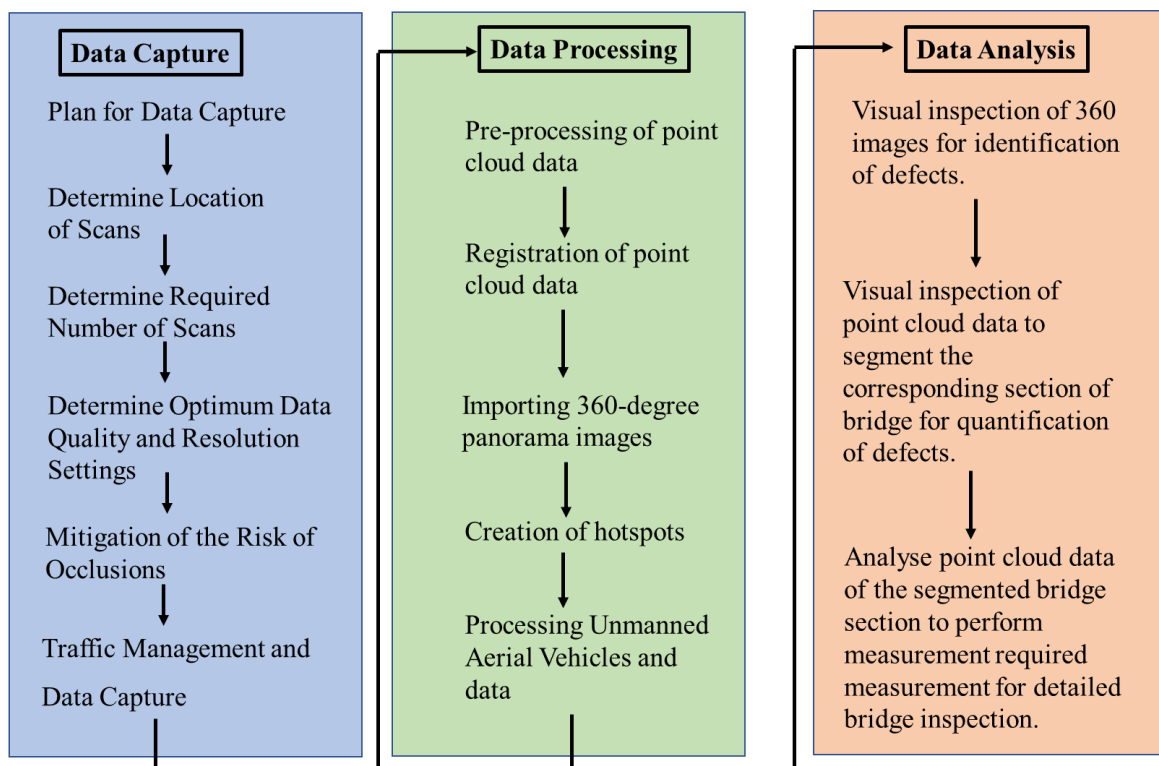 Data Capture
Plan for Data Capture
Determine Location
of Scans
Determine Required
Number of Scans
Determine Optimum Data
Quality and Resolution
Settings
Mitigation of the Risk of
Occlusions
Traffic Management and
Data Capture
Data Processing
Pre-processing of point
cloud data
Registration of point
cloud data
Importing 360-degree
panorama images
Creation of hotspots
Processing Unmanned
Aerial Vehicles and
data
Data Analysis
Visual inspection of 360
images for identification
of defects.
Visual inspection of
point cloud data to
segment the
corresponding section of
bridge for quantification
of defects.
Analyse point cloud data
of the segmented bridge
section to perform
measurement required
measurement for detailed
bridge inspection.